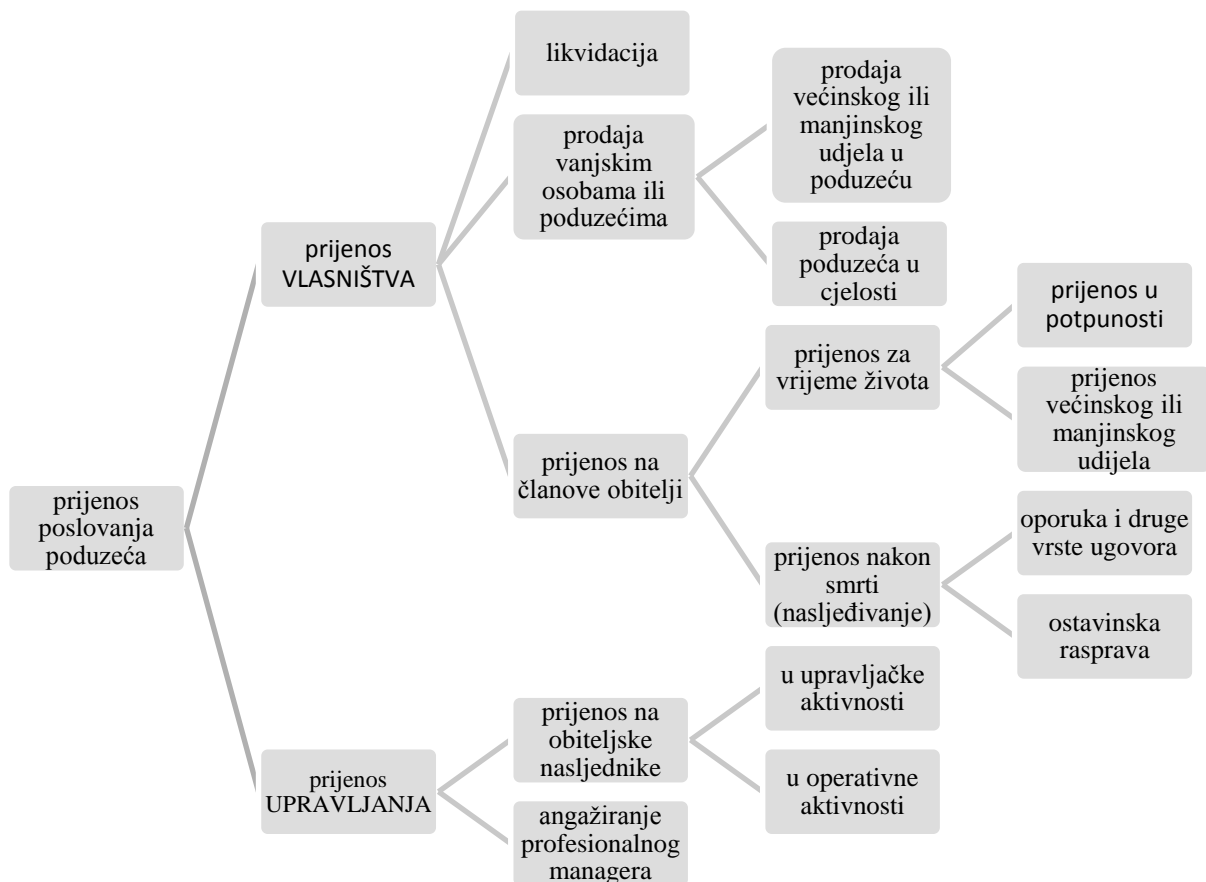 likvidacija
prodaja
vanjskim
osobama ili
poduzećima
prodaja
većinskog ili
manjinskog
udjela u
poduzeću
prodaja
poduzeća u
cjelosti
prijenos
VLASNIŠTVA
prijenos na
članove obitelji
prijenos za
vrijeme života
prijenos u
potpunosti
prijenos
većinskog ili
manjinskog
udijela
prijenos nakon
smrti
(nasljeđivanje)
oporuka i druge
vrste ugovora
ostavinska
rasprava
prijenos
poslovanja
poduzeća
prijenos
UPRAVLJANJA
prijenos na
obiteljske
nasljednike
u upravljačke
aktivnosti
u operativne
aktivnosti
angažiranje
profesionalnog
managera